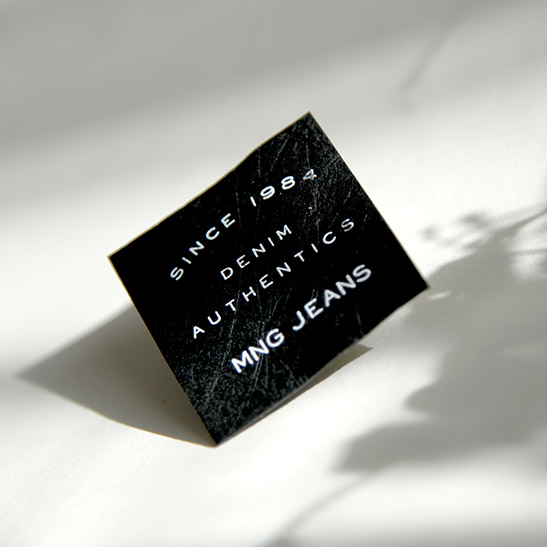 SINCE 1984
DENIM
AUTHENTICS
MNG JEANS